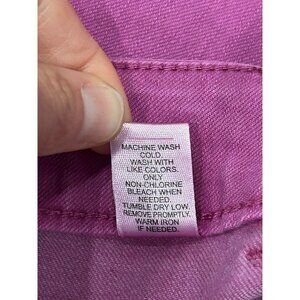 MACHINE WASH
COLD.
WASH WITH
LIKE COLORS.
ONLY
NON-CHLORINE
BLEACH WHEN
NEEDED.
TUMBLE DRY LOW.
REMOVE PROMPTLY.
WARM IRON
IF NEEDED.